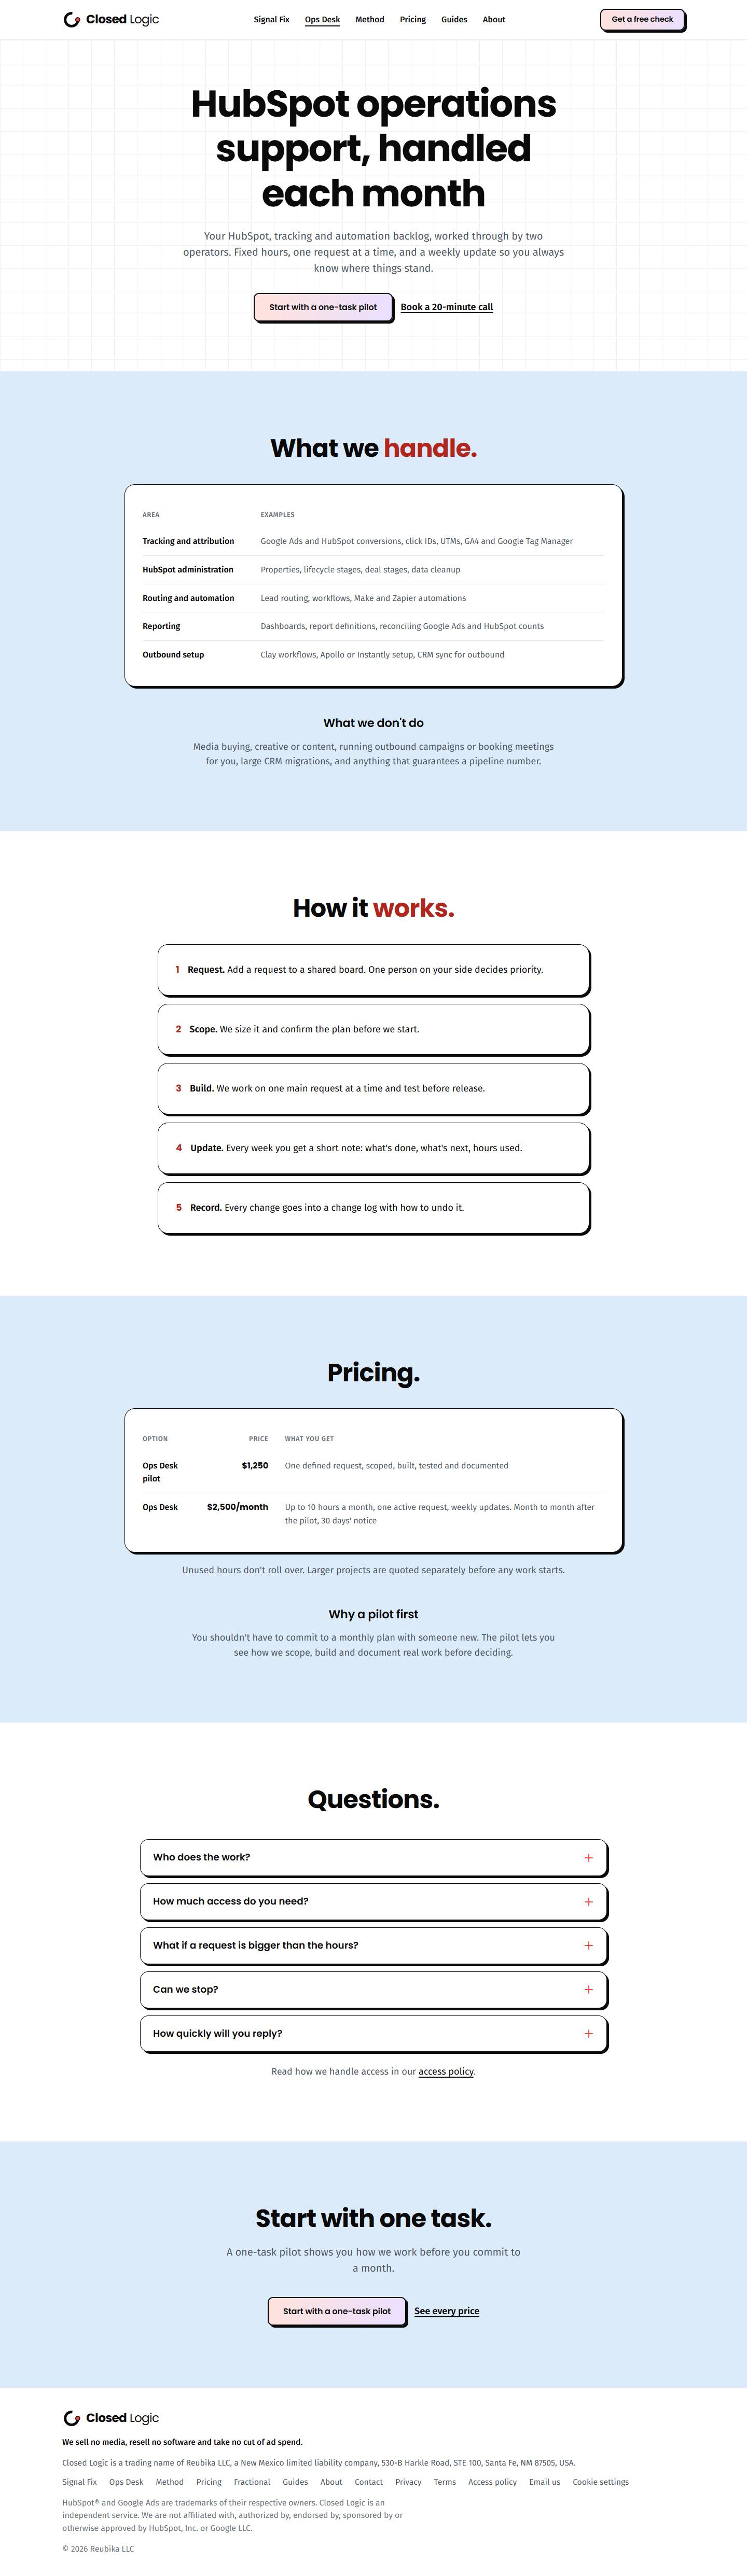 Closed Logic
Signal Fix Ops Desk Method Pricing Guides About
Get a free check
HubSpot operations
support, handled
each month
Your HubSpot, tracking and automation backlog, worked through by two
operators. Fixed hours, one request at a time, and a weekly update so you always
know where things stand.
Start with a one-task pilot Book a 20-minute call
What we handle.
AREA EXAMPLES
Tracking and attribution Google Ads and HubSpot conversions, click IDs, UTMs, GA4 and Google Tag Manager
HubSpot administration Properties, lifecycle stages, deal stages, data cleanup
Routing and automation Lead routing, workflows, Make and Zapier automations
Reporting Dashboards, report definitions, reconciling Google Ads and HubSpot counts
Outbound setup Clay workflows, Apollo or Instantly setup, CRM sync for outbound
What we don't do
Media buying, creative or content, running outbound campaigns or booking meetings
for you, large CRM migrations, and anything that guarantees a pipeline number.
How it works.
1 Request. Add a request to a shared board. One person on your side decides priority.
2 Scope. We size it and confirm the plan before we start.
3 Build. We work on one main request at a time and test before release.
4 Update. Every week you get a short note: what's done, what's next, hours used.
5 Record. Every change goes into a change log with how to undo it.
Pricing.
OPTION PRICE WHAT YOU GET
Ops Desk pilot $1,250 One defined request, scoped, built, tested and documented
Ops Desk $2,500/month Up to 10 hours a month, one active request, weekly updates. Month to month after
the pilot, 30 days' notice
Unused hours don't roll over. Larger projects are quoted separately before any work starts.
Why a pilot first
You shouldn't have to commit to a monthly plan with someone new. The pilot lets you
see how we scope, build and document real work before deciding.
Questions.
Who does the work?
How much access do you need?
What if a request is bigger than the hours?
Can we stop?
How quickly will you reply?
Read how we handle access in our access policy.
Start with one task.
A one-task pilot shows you how we work before you commit to
a month.
Start with a one-task pilot See every price
Closed Logic
We sell no media, resell no software and take no cut of ad spend.
Closed Logic is a trading name of Reubika LLC, a New Mexico limited liability company, 530-B Harkle Road, STE 100, Santa Fe, NM 87505, USA.
Signal Fix Ops Desk Method Pricing Fractional Guides About Contact Privacy Terms Access policy Email us Cookie settings
HubSpot® and Google Ads are trademarks of their respective owners. Closed Logic is an
independent service. We are not affiliated with, authorized by, endorsed by, sponsored by or
otherwise approved by HubSpot, Inc. or Google LLC.
© 2026 Reubika LLC